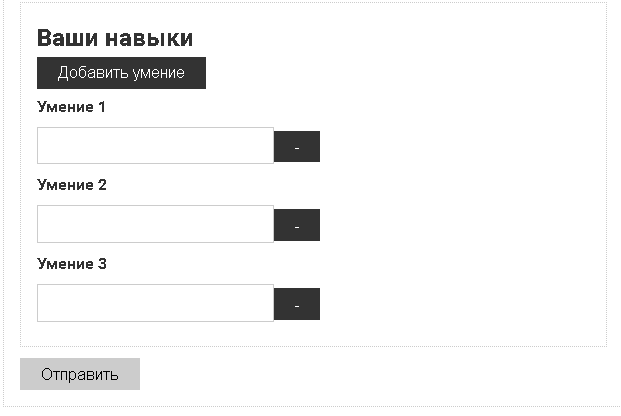 Ваши навыки
Добавить умение
Умение 1
-
Умение 2
-
Умение 3
-
Отправить